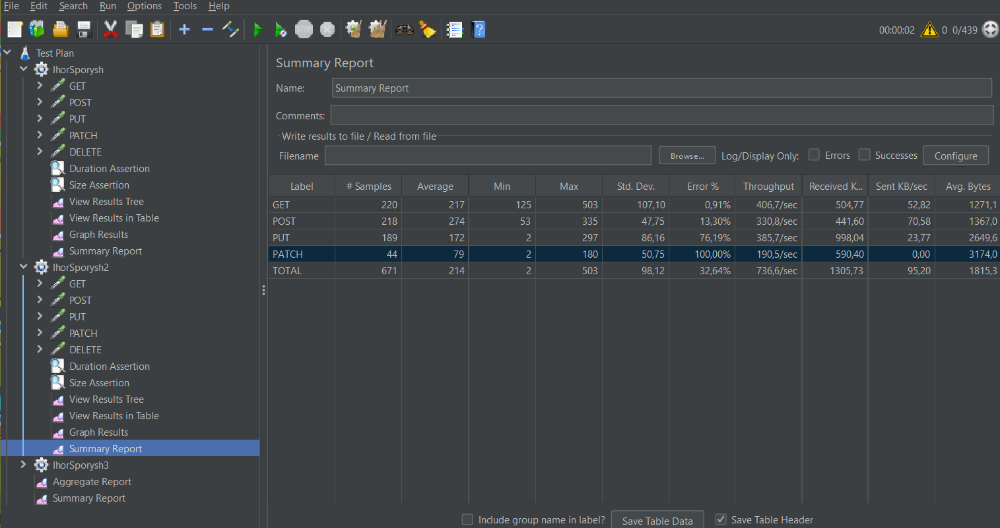 File Edit Search Run Options Tools Help
STOP
00:00:02 0 0/439
Test Plan
IhorSporysh
GET
POST
PUT
PATCH
DELETE
Duration Assertion
Size Assertion
View Results Tree
View Results in Table
Graph Results
Summary Report
IhorSporysh2
GET
POST
PUT
PATCH
DELETE
Duration Assertion
Size Assertion
View Results Tree
View Results in Table
Graph Results
Summary Report
IhorSporysh3
Aggregate Report
Summary Report
Summary Report
Name: Summary Report
Comments:
Write results to file / Read from file
Filename Browse... Log/Display Only: Errors Successes Configure
Label # Samples Average Min Max Std. Dev. Error % Throughput Received K... Sent KB/sec Avg. Bytes
GET 220 217 125 503 107,10 0,91% 406,7/sec 504,77 52,82 1271,1
POST 218 274 53 335 47,75 13,30% 330,8/sec 441,60 70,58 1367,0
PUT 189 172 2 297 86,16 76,19% 385,7/sec 998,04 23,77 2649,6
PATCH 44 79 2 180 50,75 100,00% 190,5/sec 590,40 0,00 3174,0
TOTAL 671 214 2 503 98,12 32,64% 736,6/sec 1305,73 95,20 1815,3
Include group name in label? Save Table Data Save Table Header